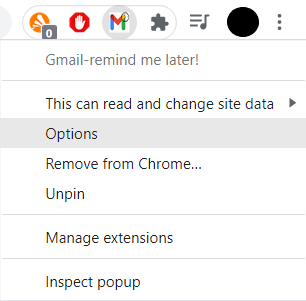 0
Gmail-remind me later!
This can read and change site data
Options
Remove from Chrome...
Unpin
Manage extensions
Inspect popup